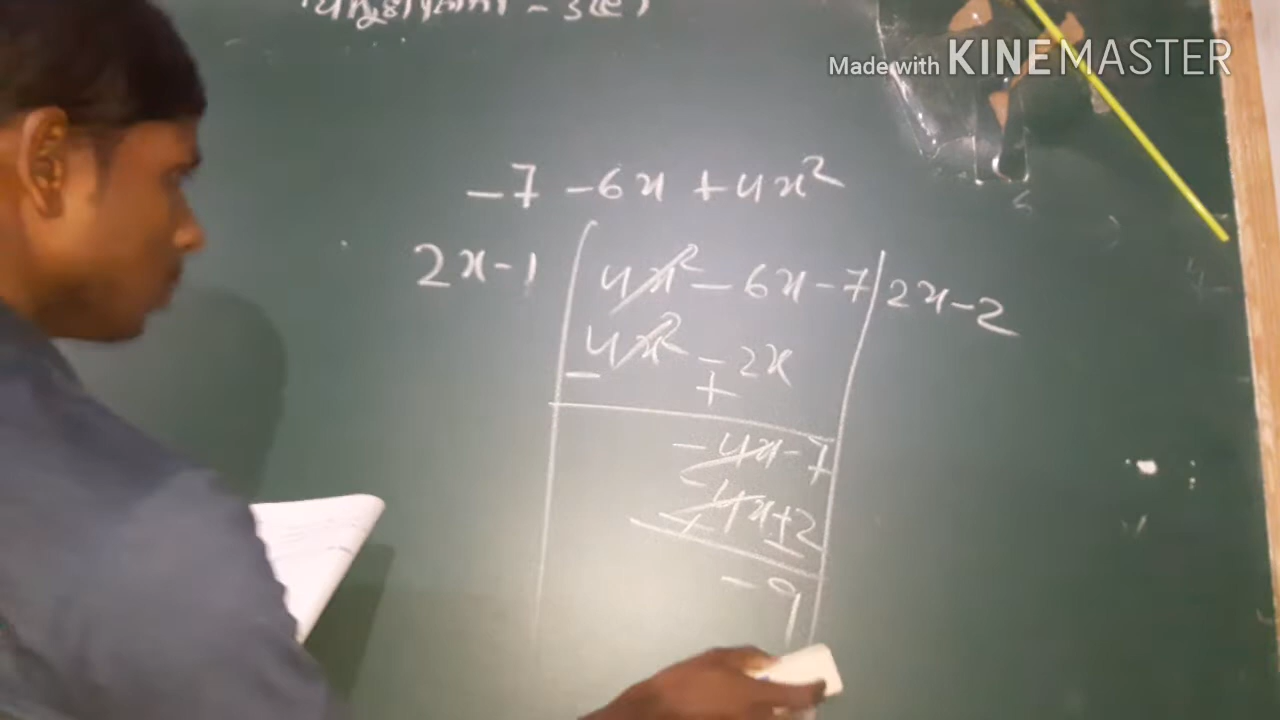 Made with KINEMASTER
-7 -6x +4x²
2x-1 4x² - 6x - 7 2x-2
4x² - 2x
- +
-4x-7
-4x+2
+ -
-9